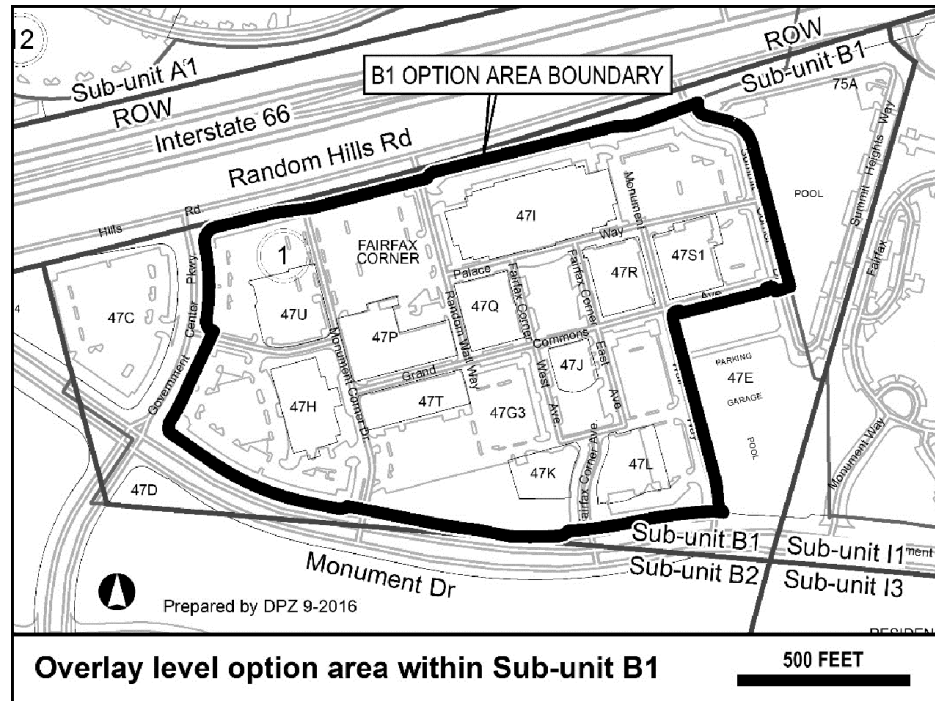 12
Sub-unit A1
ROW
Interstate 66
Random Hills Rd
B1 OPTION AREA BOUNDARY
ROW
Sub-unit B1
75A
Summit Heights Way
POOL
Fairfax
Hills Rd
Pkwy
Center
Government
1
FAIRFAX
CORNER
47I
Monument
Way
Palace
47S1
47R
Fairfax Corner
Fairfax Corner
47Q
47C
47U
47P
Random Walk Way
Commons
Ave
Grand
Monument Corner Dr
47J
East
Ave
West
Ave
47H
47T
47G3
PARKING
47E
GARAGE
POOL
Way
Monument Way
47K
47L
Fairfax Corner Ave
47D
Sub-unit B1
Sub-unit I1
ment
Sub-unit B2
Sub-unit I3
Monument Dr
Prepared by DPZ 9-2016
Overlay level option area within Sub-unit B1
500 FEET